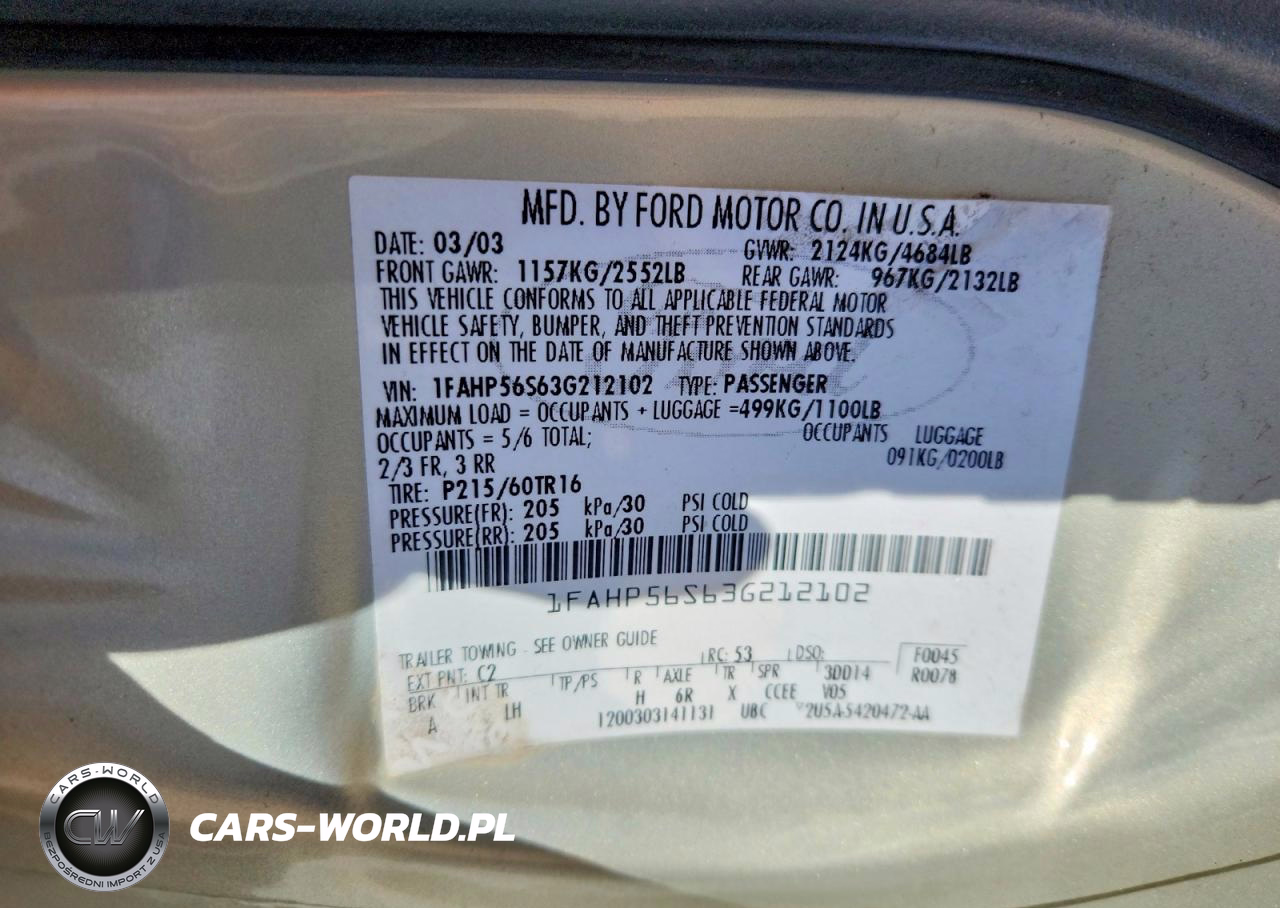 MFD. BY FORD MOTOR CO. IN U.S.A.
DATE: 03/03 GVWR: 2124KG/4684LB
FRONT GAWR: 1157KG/2552LB REAR GAWR: 967KG/2132LB
THIS VEHICLE CONFORMS TO ALL APPLICABLE FEDERAL MOTOR
VEHICLE SAFETY, BUMPER, AND THEFT PREVENTION STANDARDS
IN EFFECT ON THE DATE OF MANUFACTURE SHOWN ABOVE.
VIN: 1FAHP56S63G212102 TYPE: PASSENGER
MAXIMUM LOAD = OCCUPANTS + LUGGAGE =499KG/1100LB
OCCUPANTS = 5/6 TOTAL; OCCUPANTS LUGGAGE
2/3 FR, 3 RR 091KG/0200LB
TIRE: P215/60TR16
PRESSURE(FR): 205 kPa/30 PSI COLD
PRESSURE(RR): 205 kPa/30 PSI COLD
1FAHP56S63G212102
TRAILER TOWING - SEE OWNER GUIDE
EXT PNT: C2 RC: 53 DSO: F0045
BRK INT TR TP/PS R AXLE TR SPR 3DD14 R0078
A LH H 6R X CCEE V05
1200303141131 UBC 2U5A-5420472-AA
CARS-WORLD
CW
BEZPOŚREDNI IMPORT Z USA
CARS-WORLD.PL